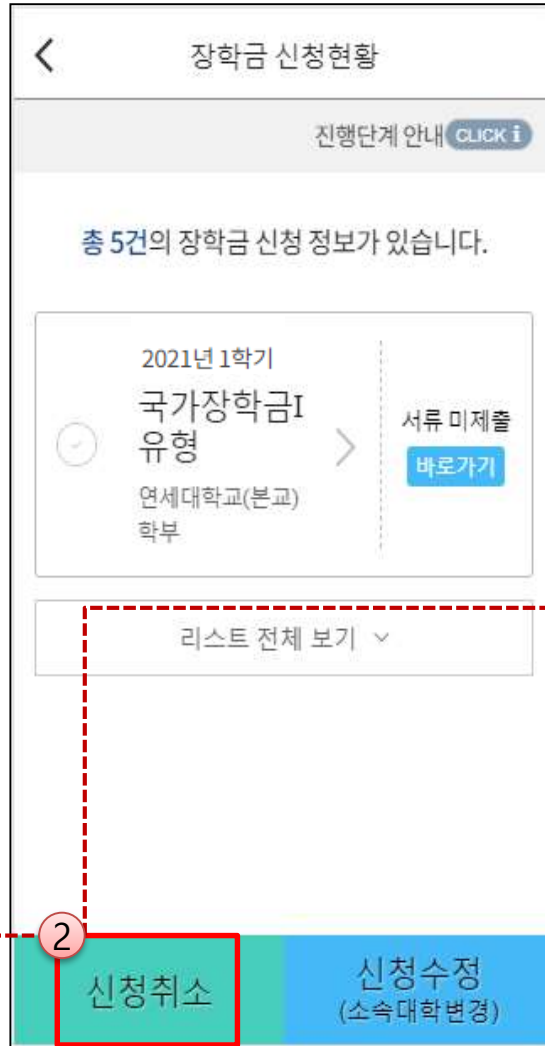 장학금 신청현황
진행단계 안내 CLICK i
총 5건의 장학금 신청 정보가 있습니다.
2021년 1학기
국가장학금I
유형
연세대학교(본교)
학부
서류 미제출
바로가기
리스트 전체 보기
2
신청취소
신청수정
(소속대학변경)